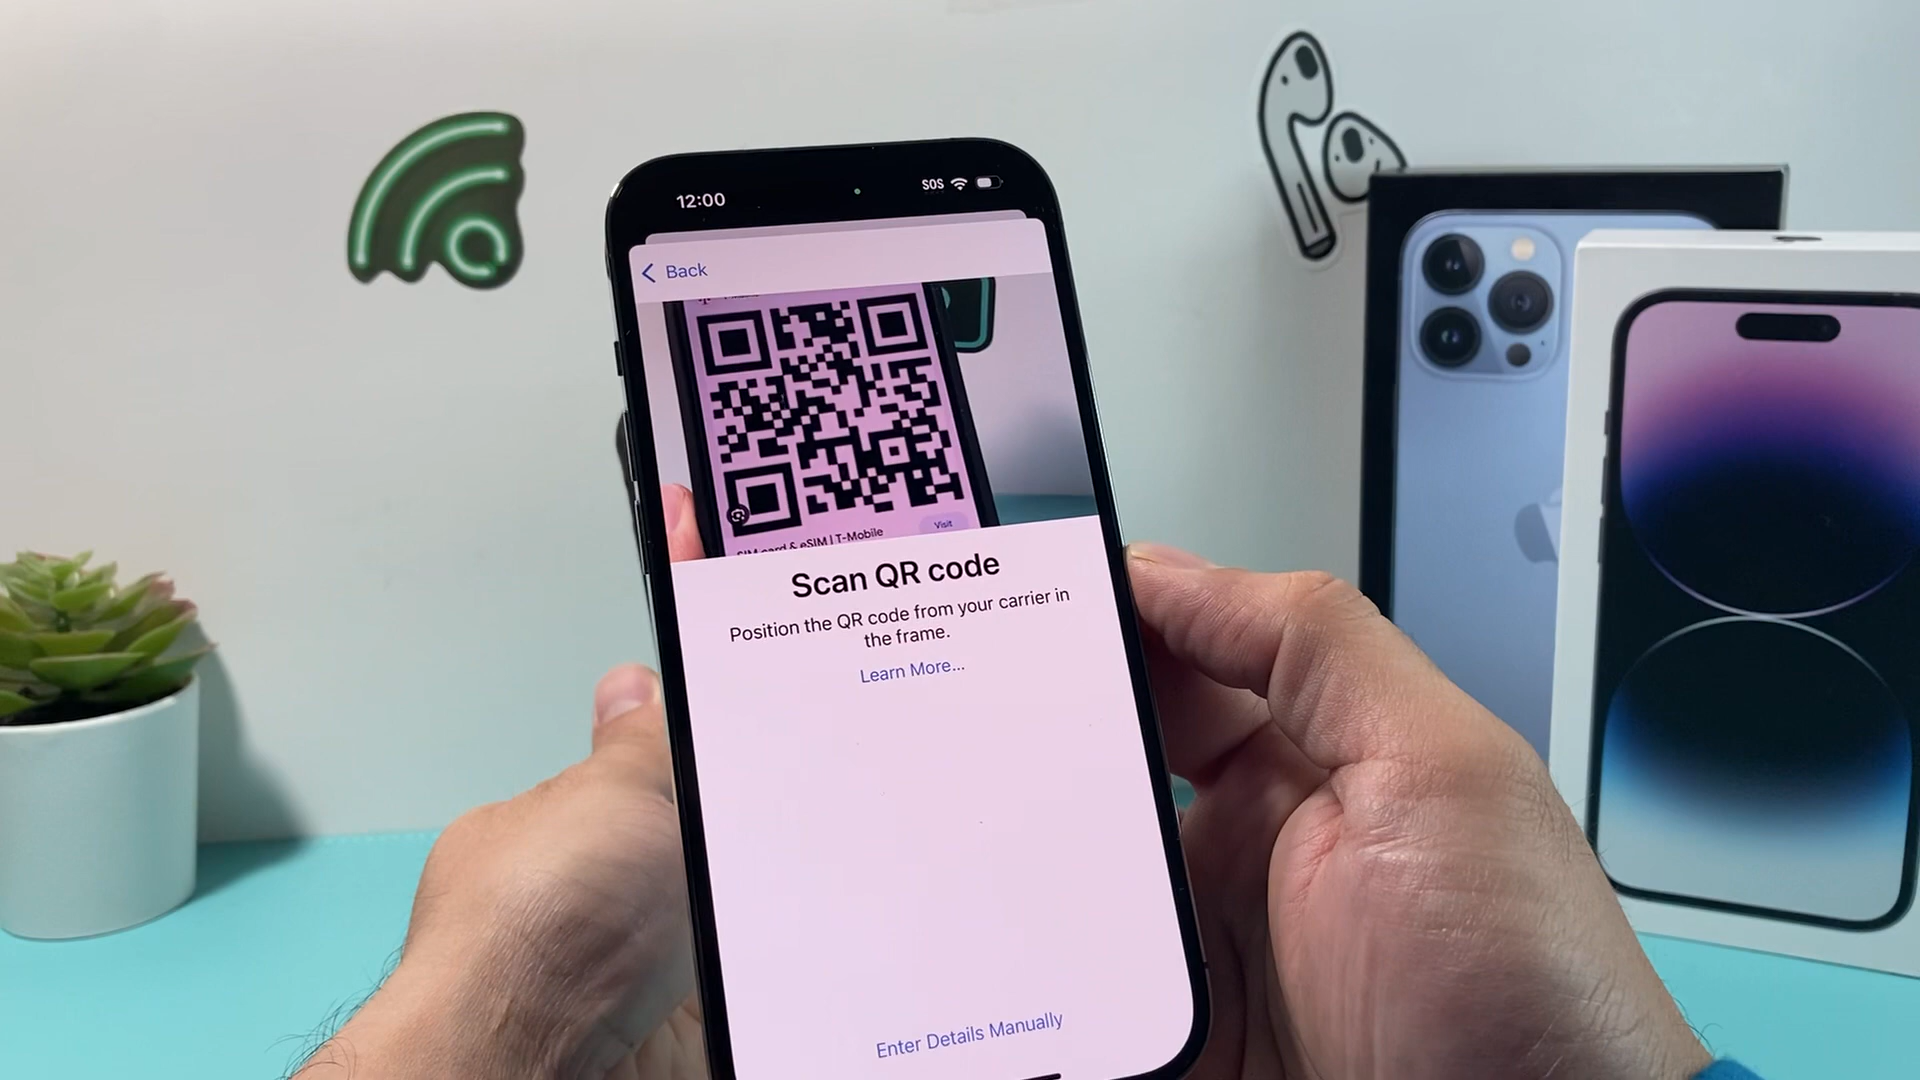 12:00
SOS
Back
SIM card & eSIM | T-Mobile
Visit
Scan QR code
Position the QR code from your carrier in
the frame.
Learn More...
Enter Details Manually